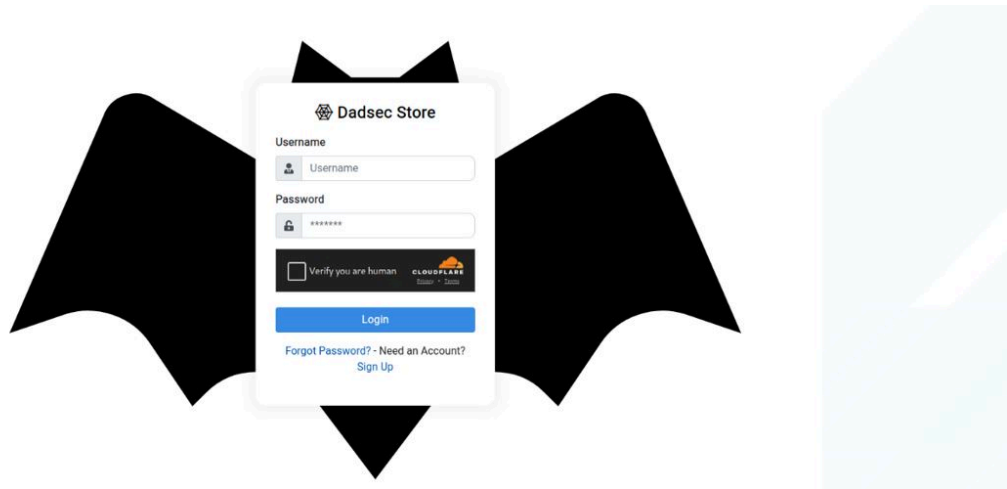 Dadsec Store
Username
Username
Password
*******
Verify you are human
CLOUDFLARE
Privacy • Terms
Login
Forgot Password? - Need an Account?
Sign Up